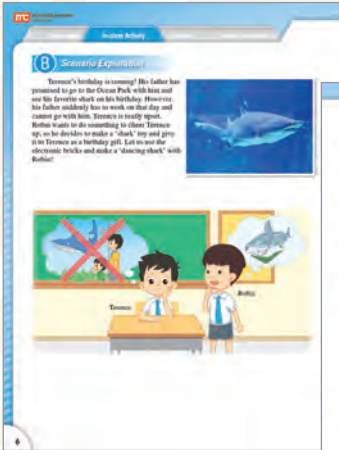 In-class Activity
B Scenario Exploration
Terence's birthday is coming! His father has
promised to go to the Ocean Park with him and
see his favorite shark on his birthday. However,
his father suddenly has to work on that day and
cannot go with him. Terence is really upset.
Robin wants to do something to cheer Terence
up, so he decides to make a 'shark' toy and give
it to Terence as a birthday gift. Let us use the
electronic bricks and make a 'dancing shark' with
Robin!
Robin
Terence
6